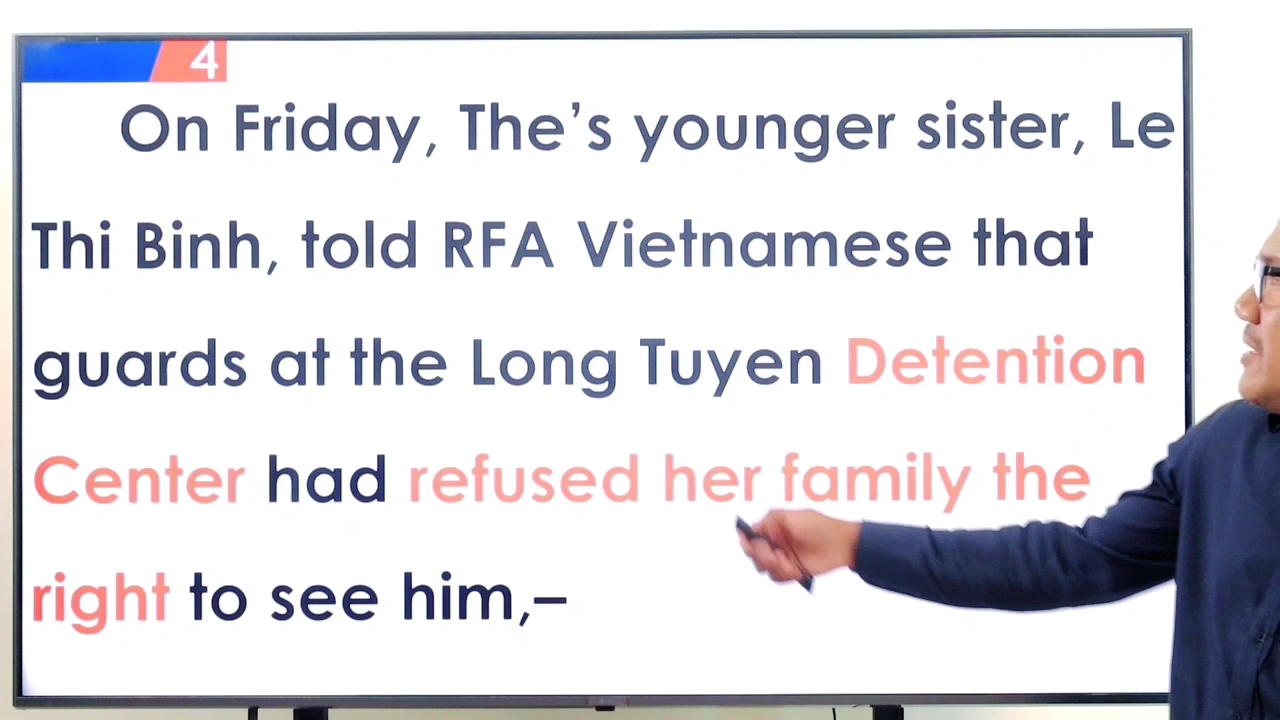 4
On Friday, The’s younger sister, Le
Thi Binh, told RFA Vietnamese that
guards at the Long Tuyen Detention
Center had refused her family the
right to see him,–